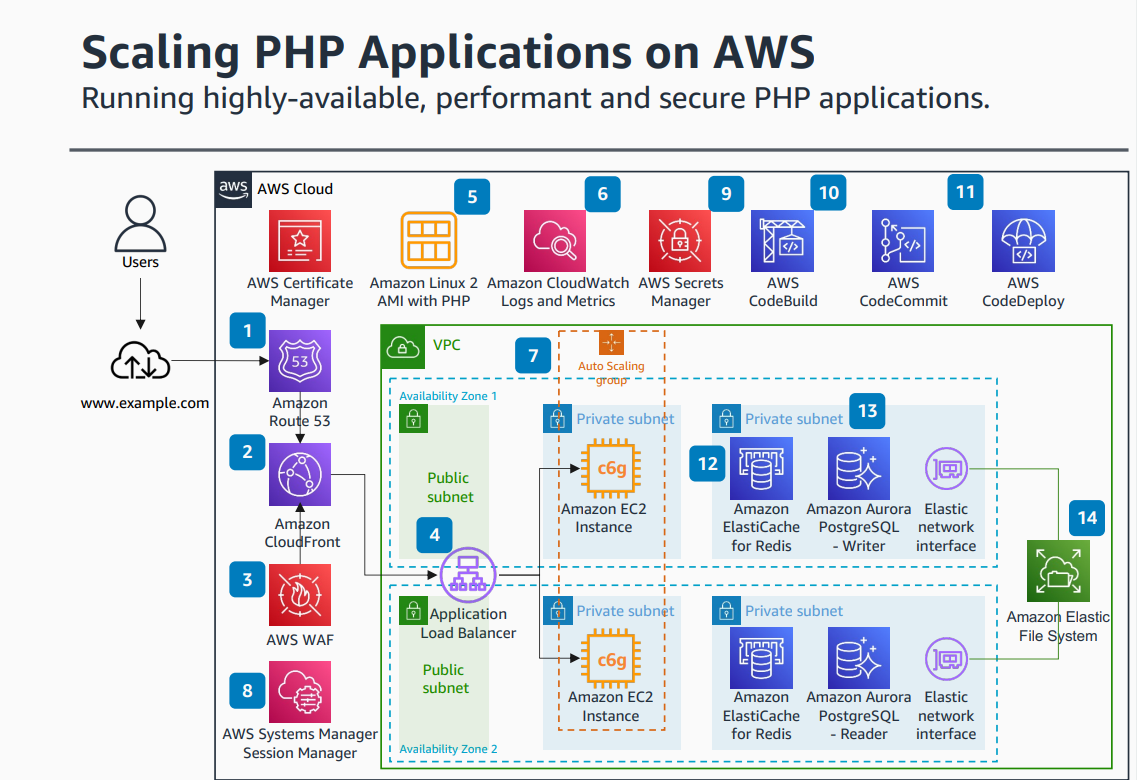 Scaling PHP Applications on AWS
Running highly-available, performant and secure PHP applications.
aws
AWS Cloud
5
6
9
10
11
Users
AWS Certificate
Manager
Amazon Linux 2
AMI with PHP
Amazon CloudWatch
Logs and Metrics
AWS Secrets
Manager
AWS
CodeBuild
AWS
CodeCommit
AWS
CodeDeploy
1
53
www.example.com
Amazon
Route 53
VPC
7
Auto Scaling
group
2
Amazon
CloudFront
3
AWS WAF
8
AWS Systems Manager
Session Manager
Availability Zone 1
Public
subnet
4
Application
Load Balancer
Private subnet
c6g
Amazon EC2
Instance
Private subnet
13
12
Amazon
ElastiCache
for Redis
Amazon Aurora
PostgreSQL
- Writer
Elastic
network
interface
14
Amazon Elastic
File System
Public
subnet
Availability Zone 2
Private subnet
c6g
Amazon EC2
Instance
Private subnet
Amazon
ElastiCache
for Redis
Amazon Aurora
PostgreSQL
- Reader
Elastic
network
interface